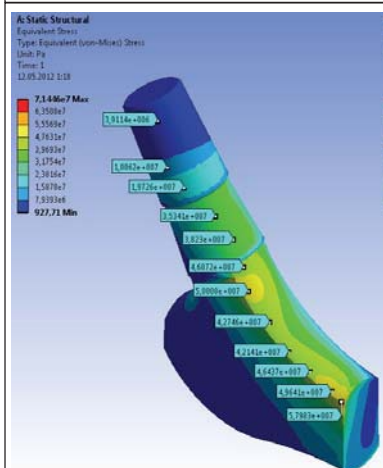 A: Static Structural
Equivalent Stress
Type: Equivalent (von-Mises) Stress
Unit: Pa
Time: 1
12.05.2012 1:18
7,1446e7 Max
6,3508e7
5,5569e7
4,7631e7
3,9693e7
3,1754e7
2,3816e7
1,5878e7
7,9393e6
927,71 Min
3,9114e+006
1,0062e+007
1,9726e+007
3,5341e+007
3,823e+007
4,6072e+007
5,0000e+007
4,2746e+007
4,2141e+007
4,6437e+007
4,9641e+007
5,7983e+007